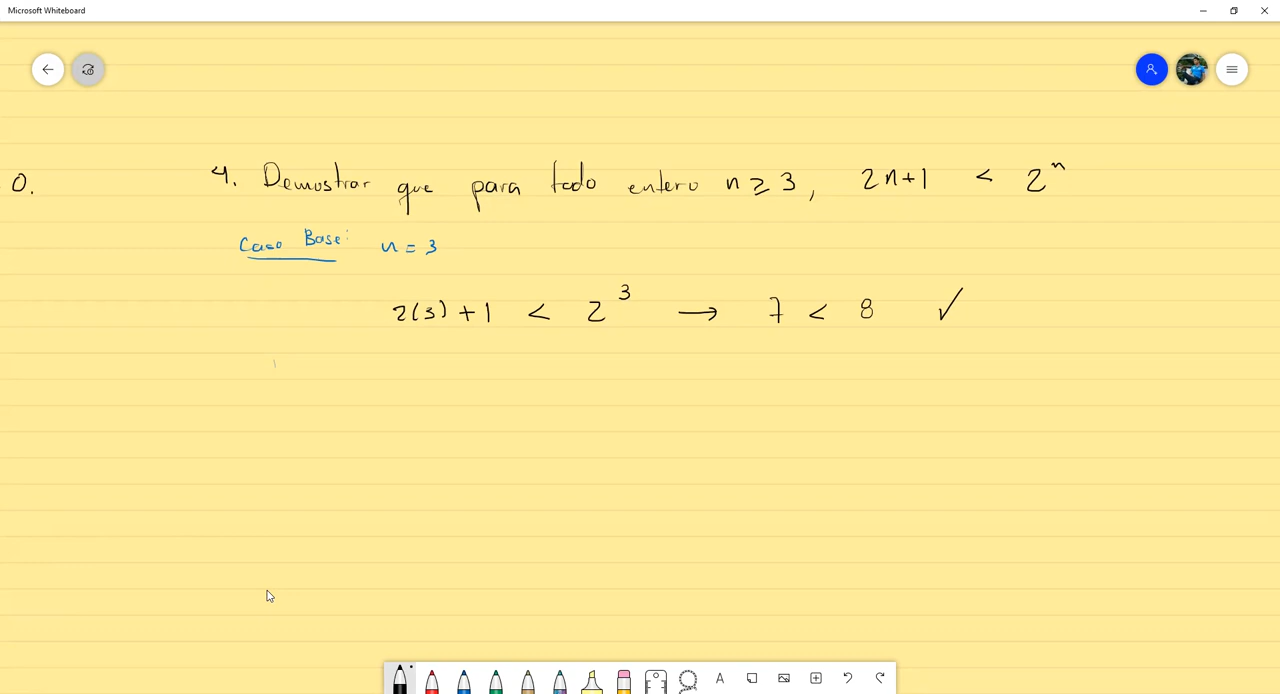 Microsoft Whiteboard
0.
4. Demostrar que para todo entero n ≥ 3, 2n+1 < 2ⁿ
Caso Base: n = 3
2(3) + 1 < 2³ → 7 < 8 ✓
A